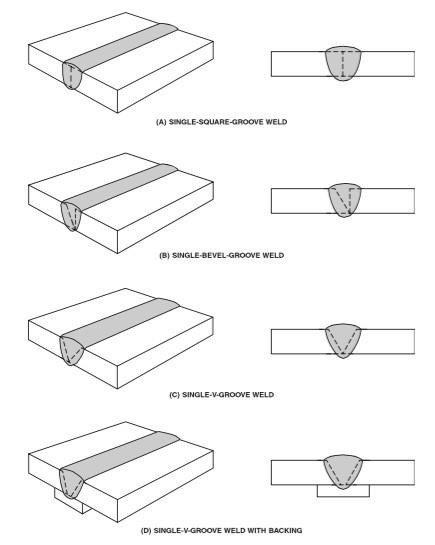 (A) SINGLE-SQUARE-GROOVE WELD
(B) SINGLE-BEVEL-GROOVE WELD
(C) SINGLE-V-GROOVE WELD
(D) SINGLE-V-GROOVE WELD WITH BACKING